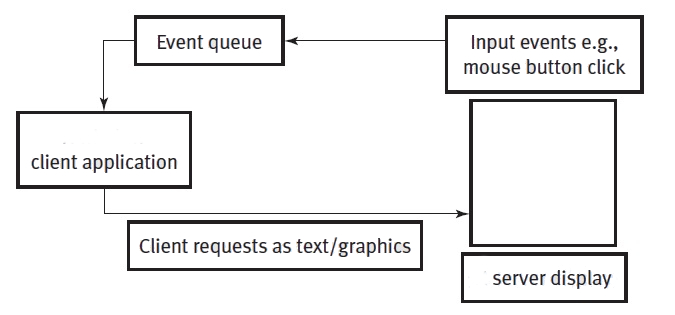 Event queue
Input events e.g.,
mouse button click
client application
Client requests as text/graphics
server display